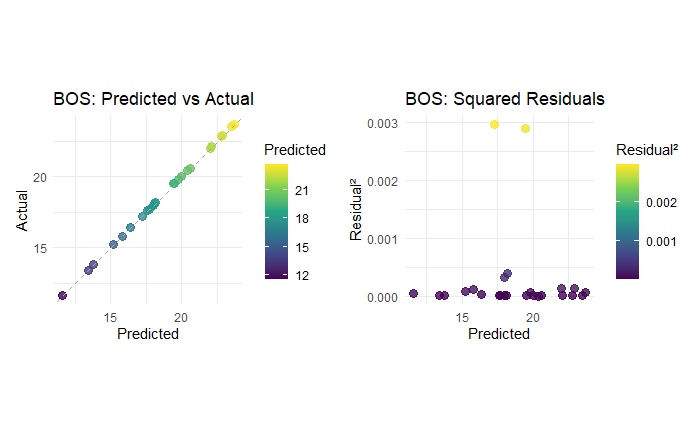 BOS: Predicted vs Actual
Actual
20
15
15
20
Predicted
Predicted
21
18
15
12
BOS: Squared Residuals
Residual²
0.003
0.002
0.001
0.000
15
20
Predicted
Residual²
0.002
0.001